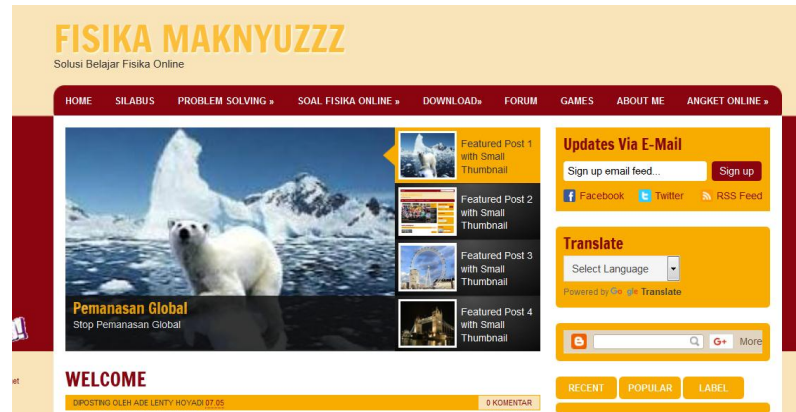 FISIKA MAKNYUZZZ
Solusi Belajar Fisika Online
HOME SILABUS PROBLEM SOLVING » SOAL FISIKA ONLINE » DOWNLOAD» FORUM GAMES ABOUT ME ANGKET ONLINE »
Featured Post 1
with Small
Thumbnail
Featured Post 2
with Small
Thumbnail
Featured Post 3
with Small
Thumbnail
Featured Post 4
with Small
Thumbnail
Pemanasan Global
Stop Pemanasan Global
Updates Via E-Mail
Sign up email feed... Sign up
Facebook Twitter RSS Feed
Translate
Select Language
Powered by Google Translate
G+ More
WELCOME
DIPOSTING OLEH ADE LENTY HOYADI 07.05 0 KOMENTAR
RECENT POPULAR LABEL